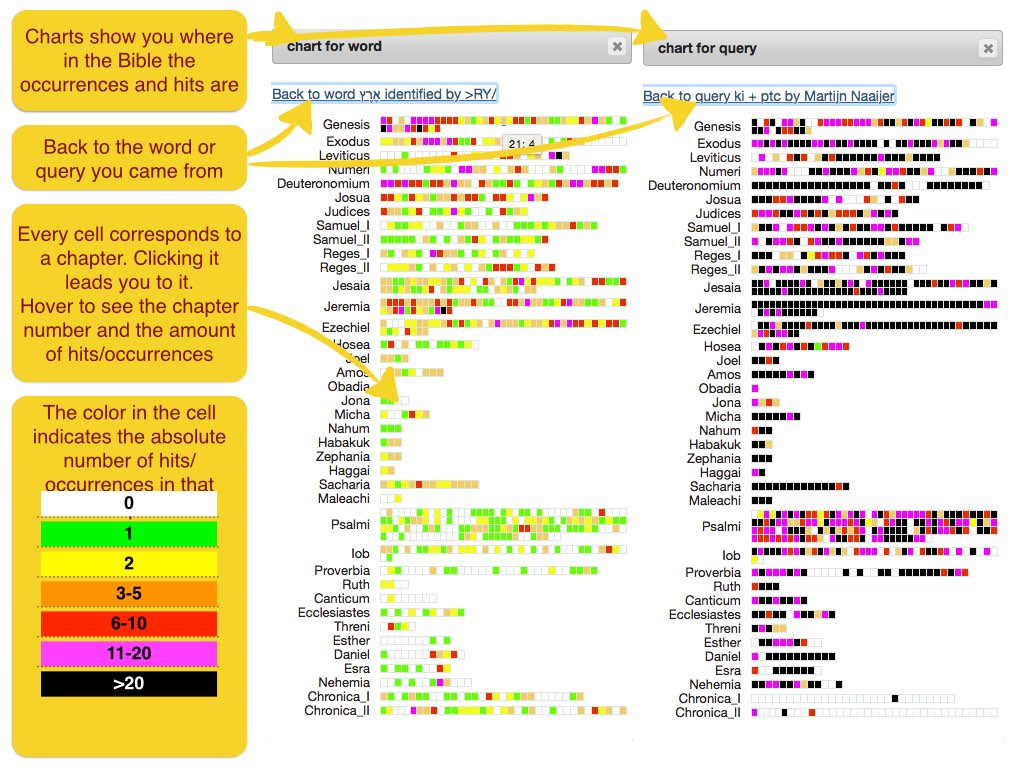 Charts show you where
in the Bible the
occurrences and hits are
Back to the word or
query you came from
Every cell corresponds to
a chapter. Clicking it
leads you to it.
Hover to see the chapter
number and the amount
of hits/occurrences
The color in the cell
indicates the absolute
number of hits/
occurrences in that
0
1
2
3-5
6-10
11-20
>20
chart for word
Back to word ארץ identified by >RY/
Genesis
Exodus
21: 4
Leviticus
Numeri
Deuteronomium
Josua
Judices
Samuel_I
Samuel_II
Reges_I
Reges_II
Jesaia
Jeremia
Ezechiel
Hosea
Joel
Amos
Obadia
Jona
Micha
Nahum
Habakuk
Zephania
Haggai
Sacharia
Maleachi
Psalmi
Iob
Proverbia
Ruth
Canticum
Ecclesiastes
Threni
Esther
Daniel
Esra
Nehemia
Chronica_I
Chronica_II
chart for query
Back to query ki + ptc by Martijn Naaijer
Genesis
Exodus
Leviticus
Numeri
Deuteronomium
Josua
Judices
Samuel_I
Samuel_II
Reges_I
Reges_II
Jesaia
Jeremia
Ezechiel
Hosea
Joel
Amos
Obadia
Jona
Micha
Nahum
Habakuk
Zephania
Haggai
Sacharia
Maleachi
Psalmi
Iob
Proverbia
Ruth
Canticum
Ecclesiastes
Threni
Esther
Daniel
Esra
Nehemia
Chronica_I
Chronica_II